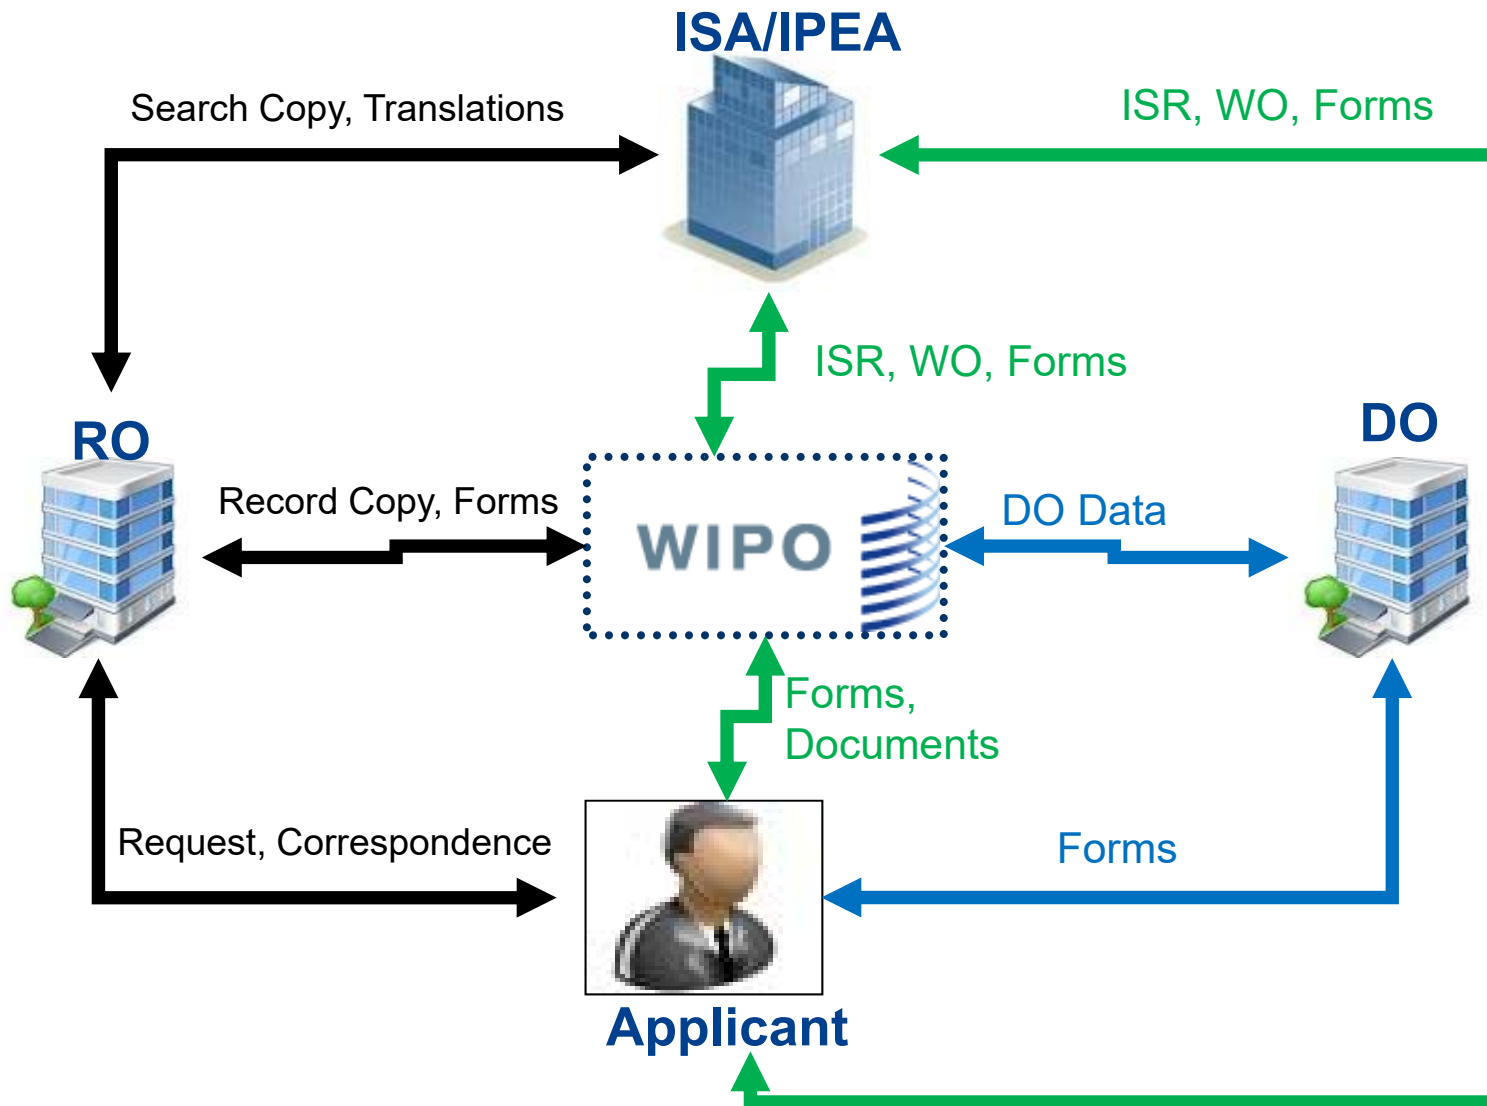 ISA/IPEA
Search Copy, Translations
ISR, WO, Forms
ISR, WO, Forms
RO
DO
Record Copy, Forms
WIPO
DO Data
Forms,
Documents
Request, Correspondence
Forms
Applicant